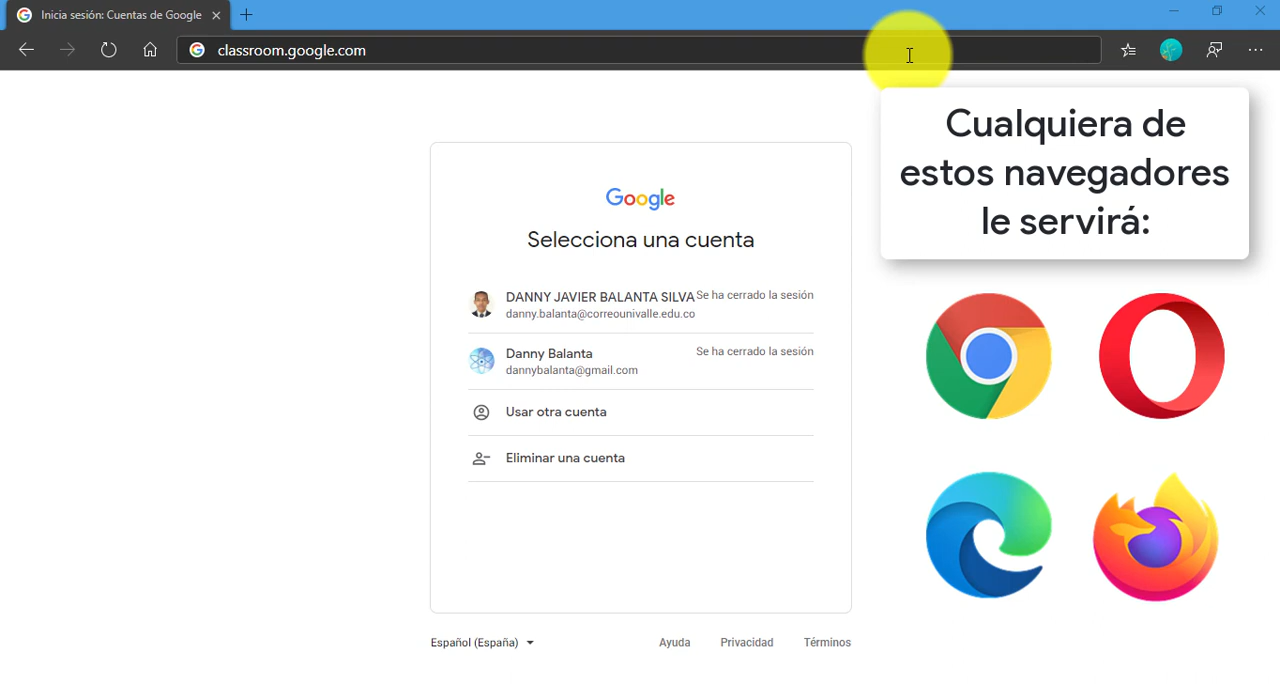 Inicia sesión: Cuentas de Google
classroom.google.com
Cualquiera de
estos navegadores
le servirá:
Google
Selecciona una cuenta
DANNY JAVIER BALANTA SILVA Se ha cerrado la sesión
danny.balanta@correounivalle.edu.co
Danny Balanta Se ha cerrado la sesión
dannybalanta@gmail.com
Usar otra cuenta
Eliminar una cuenta
Español (España) Ayuda Privacidad Términos